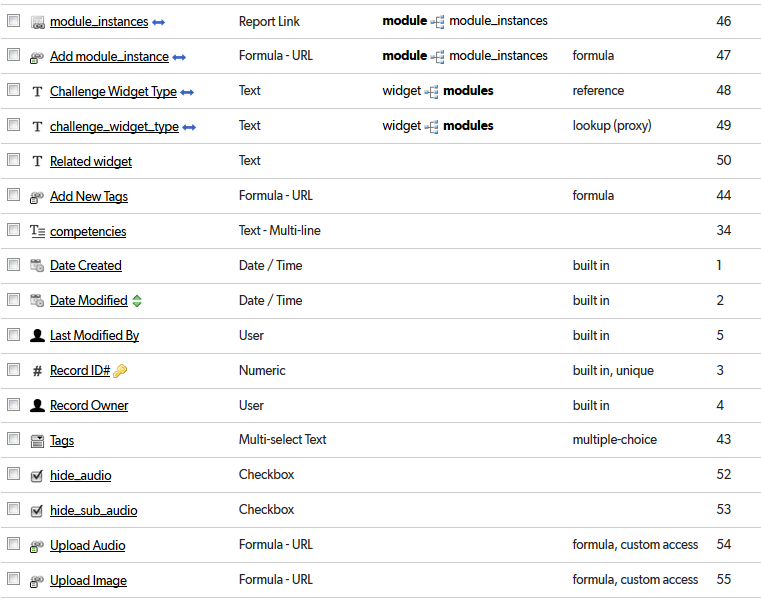 module_instances Report Link module module_instances 46
Add module_instance Formula - URL module module_instances formula 47
Challenge Widget Type Text widget modules reference 48
challenge_widget_type Text widget modules lookup (proxy) 49
Related widget Text 50
Add New Tags Formula - URL formula 44
competencies Text - Multi-line 34
Date Created Date / Time built in 1
Date Modified Date / Time built in 2
Last Modified By User built in 5
# Record ID# Numeric built in, unique 3
Record Owner User built in 4
Tags Multi-select Text multiple-choice 43
hide_audio Checkbox 52
hide_sub_audio Checkbox 53
Upload Audio Formula - URL formula, custom access 54
Upload Image Formula - URL formula, custom access 55